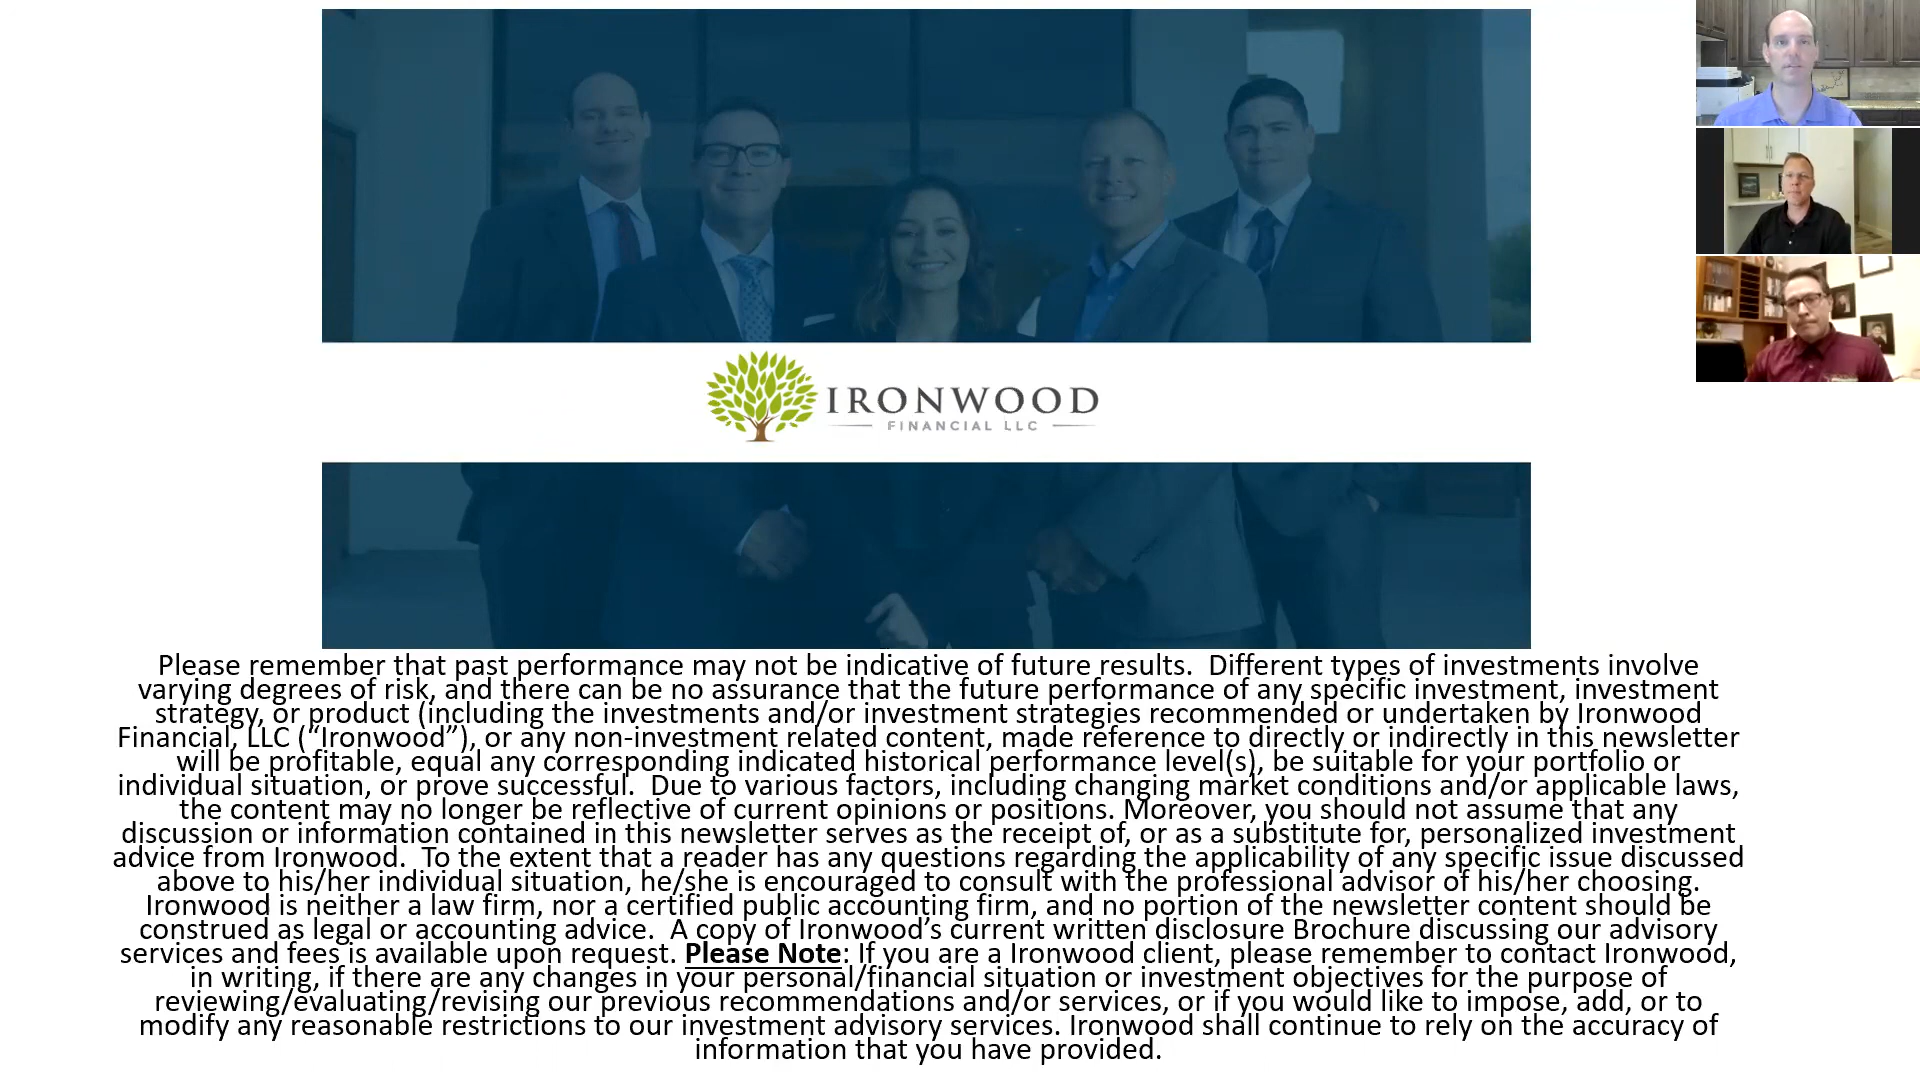 IRONWOOD
FINANCIAL LLC
Please remember that past performance may not be indicative of future results.  Different types of investments involve
varying degrees of risk, and there can be no assurance that the future performance of any specific investment, investment
strategy, or product (including the investments and/or investment strategies recommended or undertaken by Ironwood
Financial, LLC (“Ironwood”), or any non-investment related content, made reference to directly or indirectly in this newsletter
will be profitable, equal any corresponding indicated historical performance level(s), be suitable for your portfolio or
individual situation, or prove successful.  Due to various factors, including changing market conditions and/or applicable laws,
the content may no longer be reflective of current opinions or positions. Moreover, you should not assume that any
discussion or information contained in this newsletter serves as the receipt of, or as a substitute for, personalized investment
advice from Ironwood.  To the extent that a reader has any questions regarding the applicability of any specific issue discussed
above to his/her individual situation, he/she is encouraged to consult with the professional advisor of his/her choosing.
Ironwood is neither a law firm, nor a certified public accounting firm, and no portion of the newsletter content should be
construed as legal or accounting advice.  A copy of Ironwood’s current written disclosure Brochure discussing our advisory
services and fees is available upon request. Please Note: If you are a Ironwood client, please remember to contact Ironwood,
in writing, if there are any changes in your personal/financial situation or investment objectives for the purpose of
reviewing/evaluating/revising our previous recommendations and/or services, or if you would like to impose, add, or to
modify any reasonable restrictions to our investment advisory services. Ironwood shall continue to rely on the accuracy of
information that you have provided.